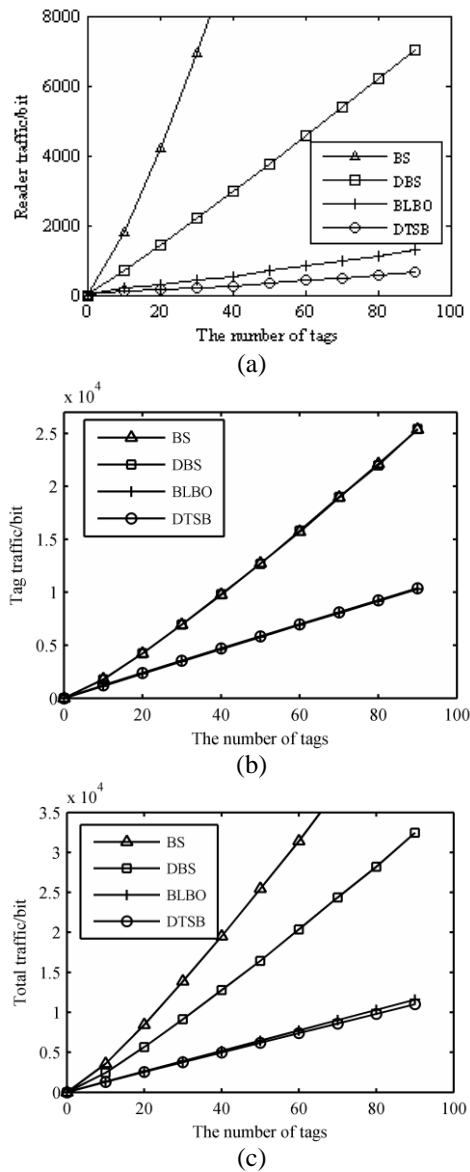 8000
6000
4000
2000
0
Reader traffic/bit
BS
DBS
BLBO
DTSB
0 20 40 60 80 100
The number of tags
(a)
x 10^4
2.5
2
1.5
1
0.5
0
Tag traffic/bit
BS
DBS
BLBO
DTSB
0 20 40 60 80 100
The number of tags
(b)
x 10^4
3.5
3
2.5
2
1.5
1
0.5
0
Total traffic/bit
BS
DBS
BLBO
DTSB
0 20 40 60 80 100
The number of tags
(c)